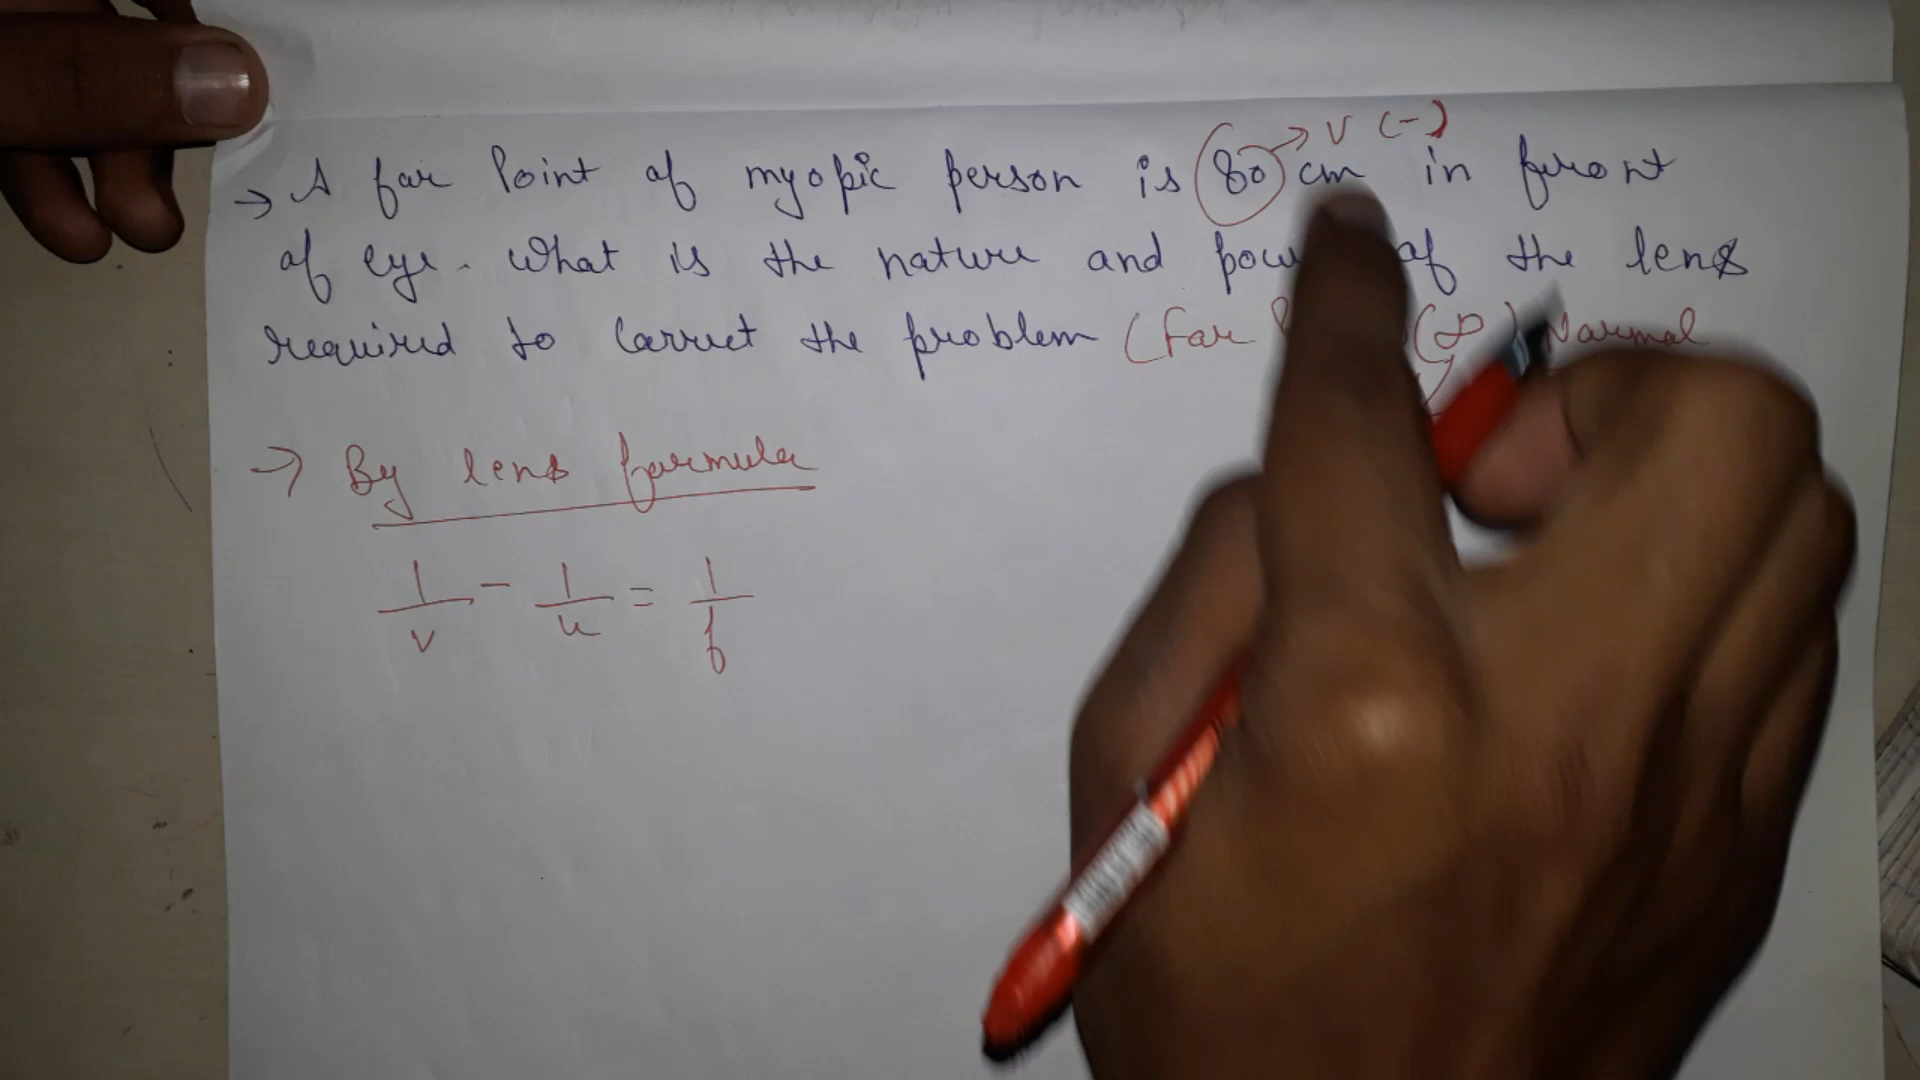 → V (-)
→ A far Point of myopic person is 80 cm in front
of eye. What is the nature and of the lens
required to correct the problem (Far (∞) Normal
→ By lens formula
1/v - 1/u = 1/f